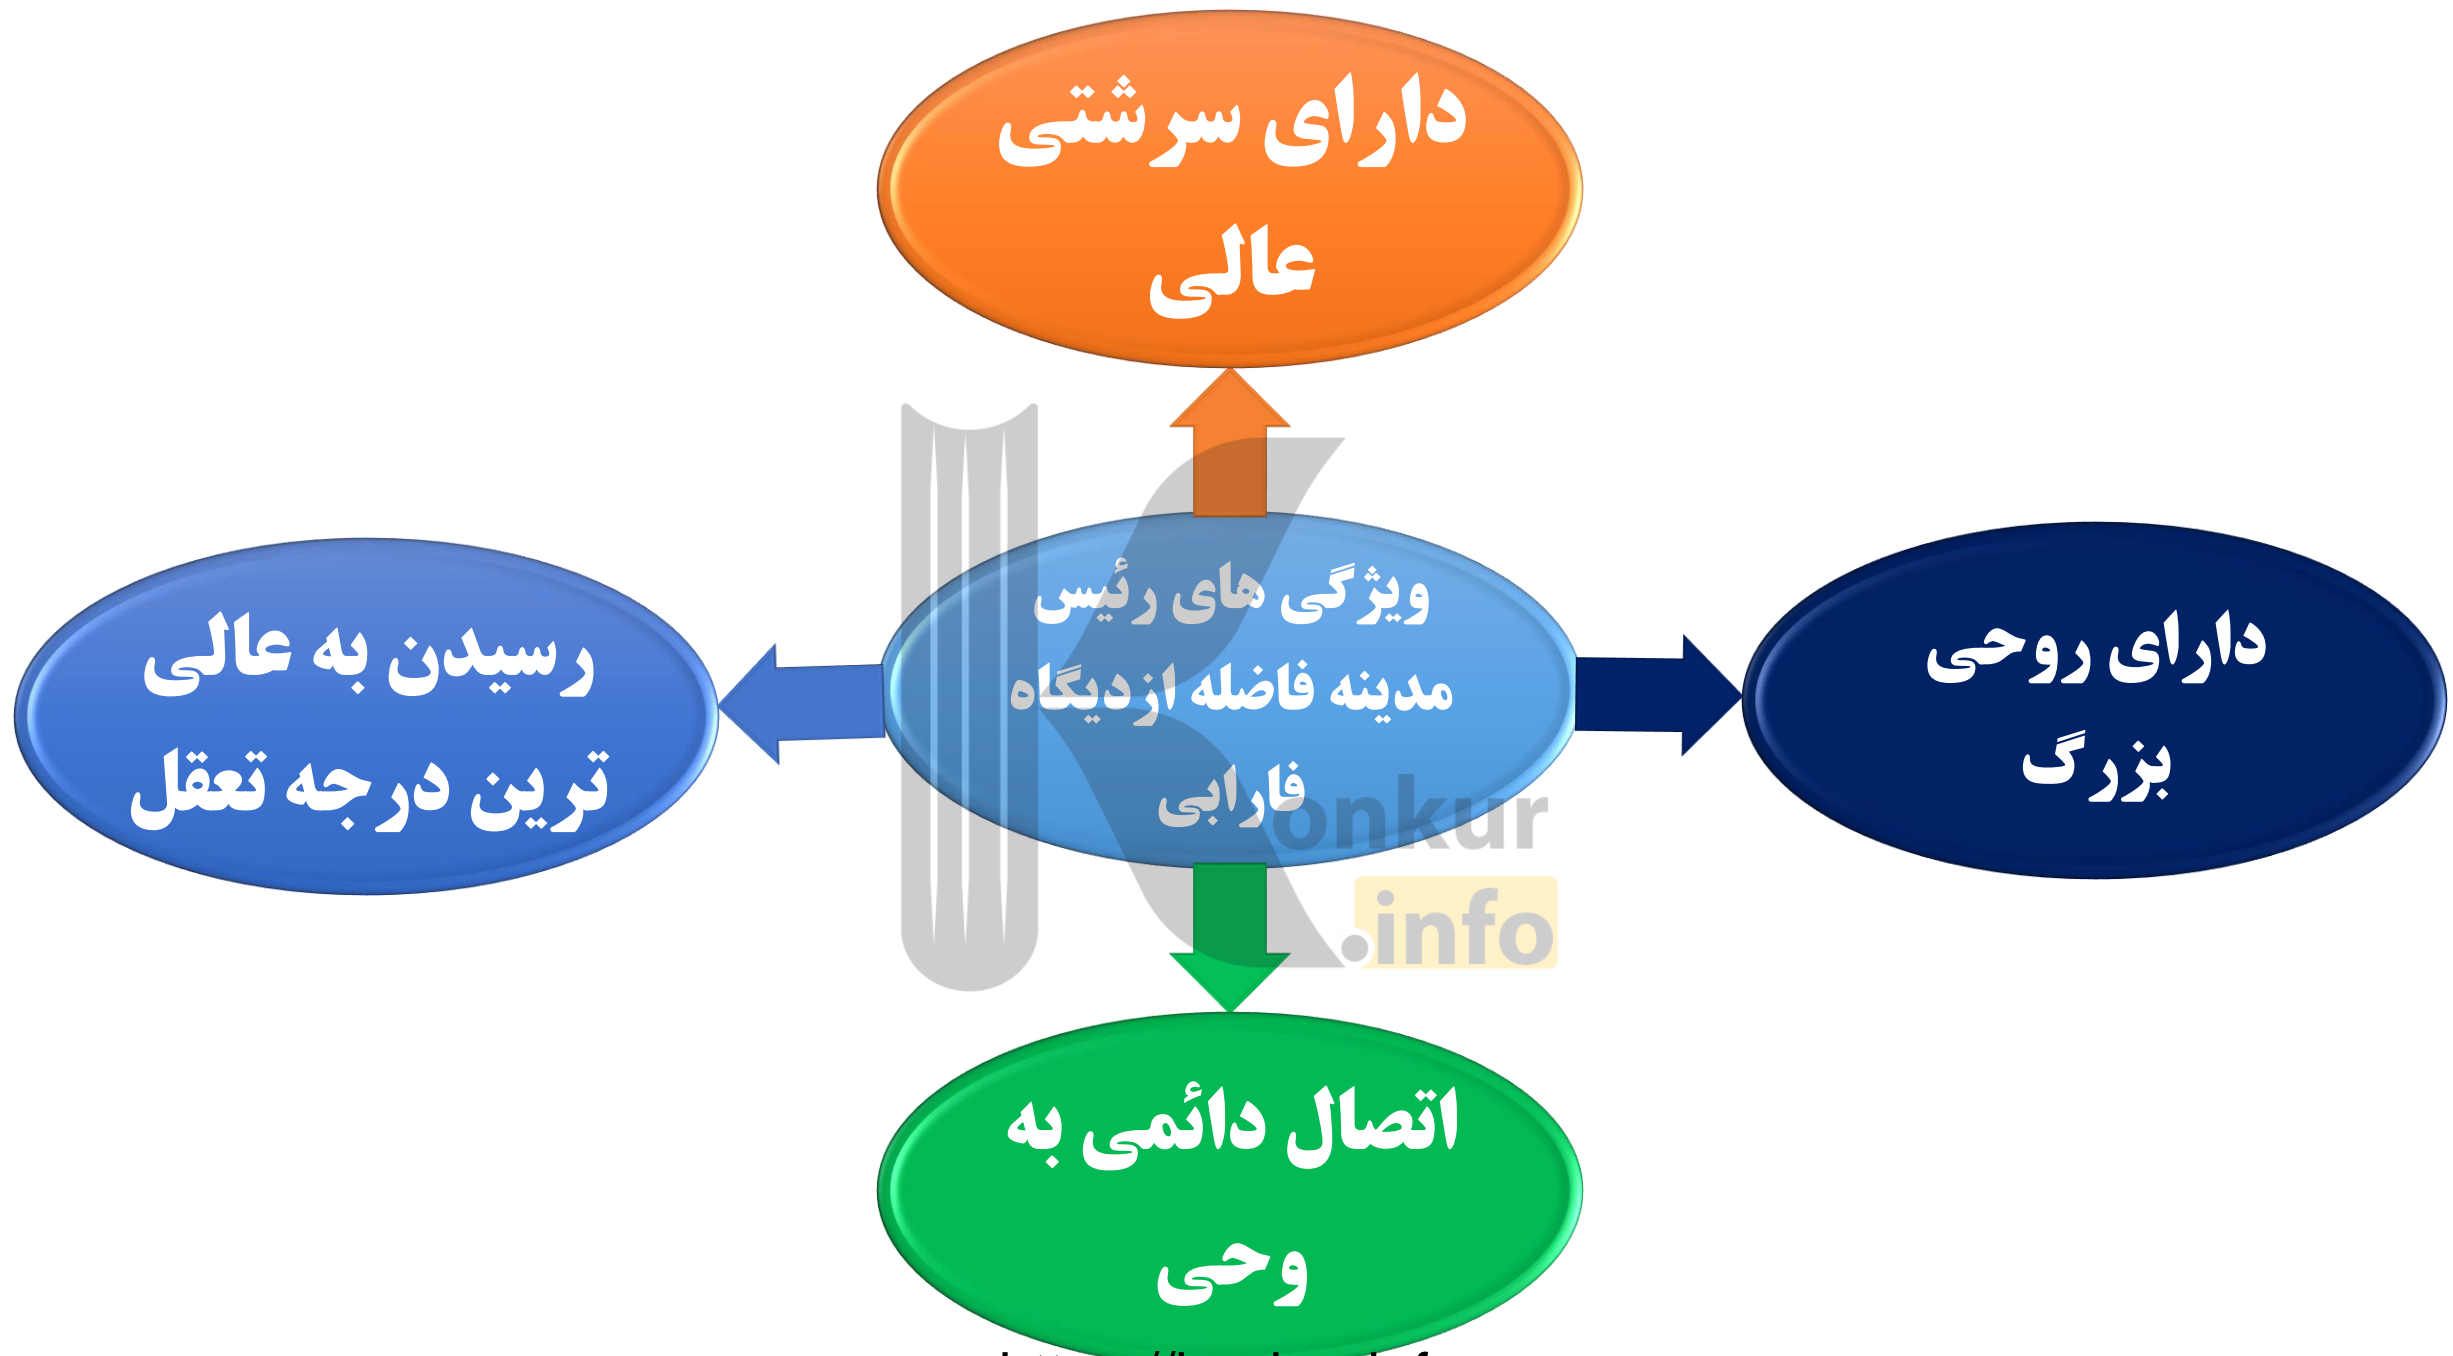 دارای سرشتی
عالی
ویژگی های رئیس
مدینه فاضله ازدیگاه
فارابی
دارای روحی
بزرگ
رسیدن به عالی
ترین درجه تعقل
اتصال دائمی به
وحی
Konkur
.info